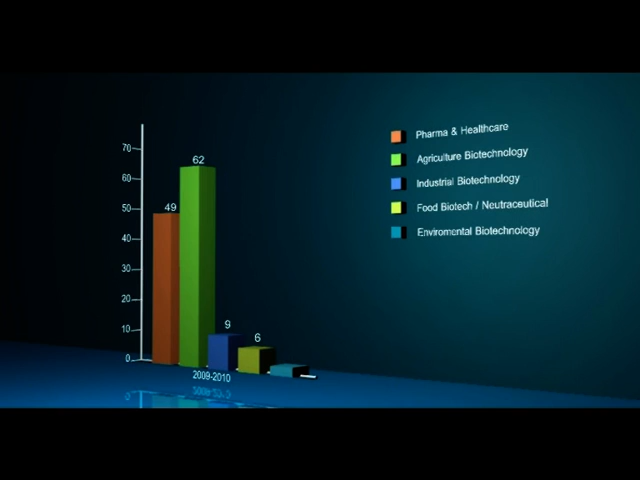 70
60
50
40
30
20
10
0
49
62
9
6
2009-2010
Pharma & Healthcare
Agriculture Biotechnology
Industrial Biotechnology
Food Biotech / Neutraceutical
Enviromental Biotechnology